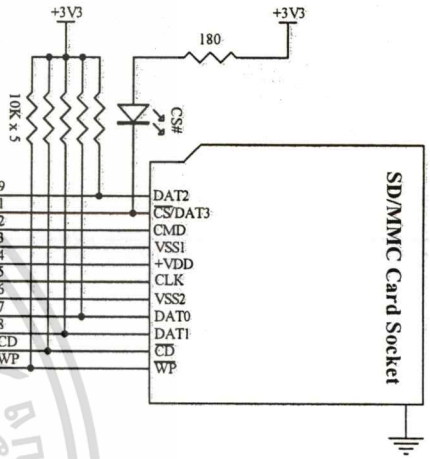 +3V3
+3V3
180
10K x 5
CS#
SD/MMC Card Socket
9
1
2
3
4
5
6
7
8
CD
WP
DAT2
CS/DAT3
CMD
VSS1
+VDD
CLK
VSS2
DAT0
DAT1
CD
WP